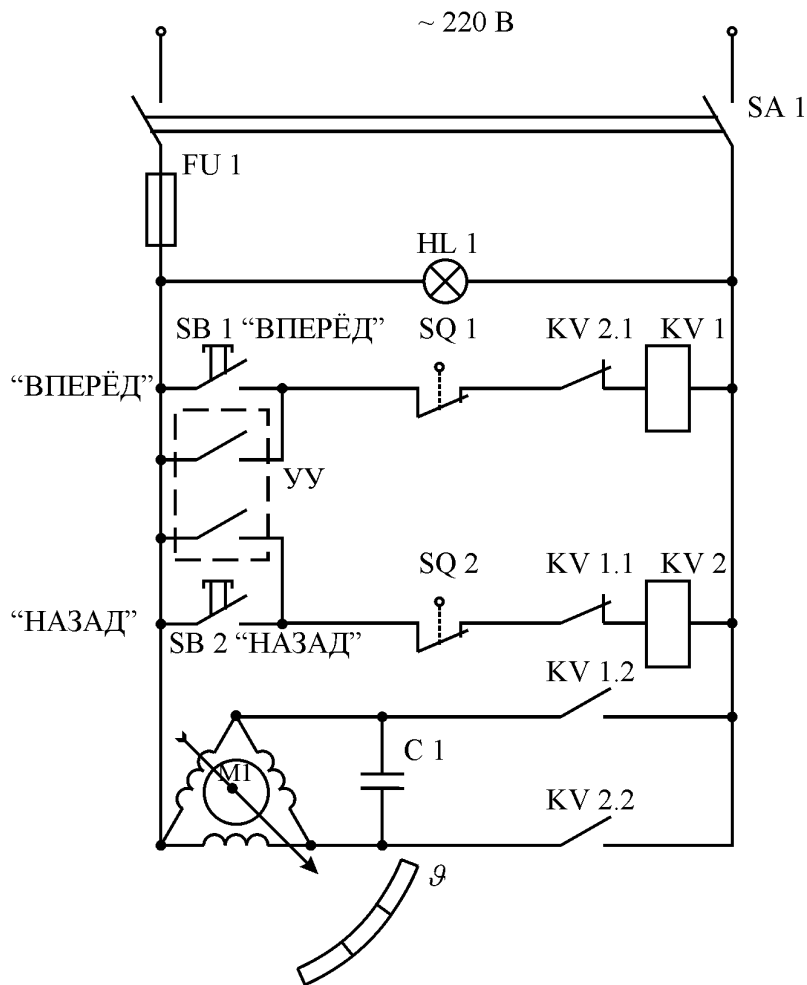 ~ 220 В
SA 1
FU 1
HL 1
SB 1 “ВПЕРЁД”
SQ 1
KV 2.1
KV 1
“ВПЕРЁД”
УУ
SQ 2
KV 1.1
KV 2
“НАЗАД”
SB 2 “НАЗАД”
KV 1.2
C 1
M1
KV 2.2
ϑ